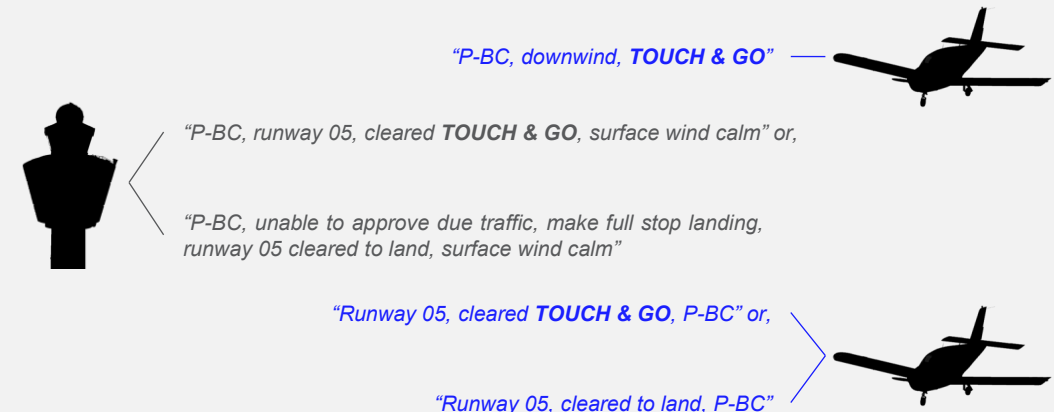 “P-BC, downwind, TOUCH & GO”
“P-BC, runway 05, cleared TOUCH & GO, surface wind calm” or,
“P-BC, unable to approve due traffic, make full stop landing,
runway 05 cleared to land, surface wind calm”
“Runway 05, cleared TOUCH & GO, P-BC” or,
“Runway 05, cleared to land, P-BC”